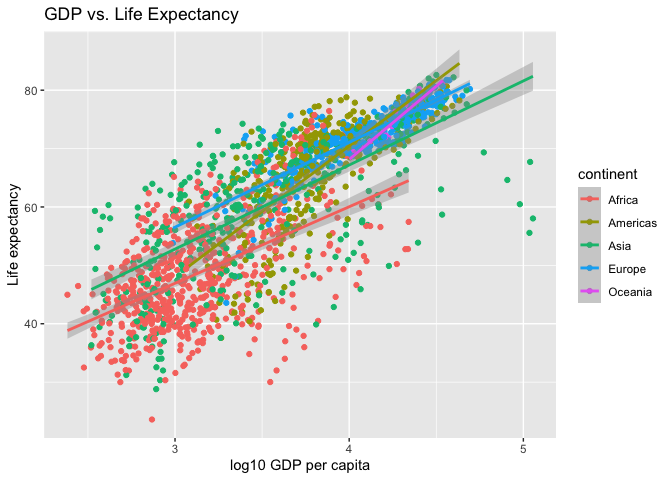 GDP vs. Life Expectancy
80
60
40
Life expectancy
3
4
5
log10 GDP per capita
continent
Africa
Americas
Asia
Europe
Oceania